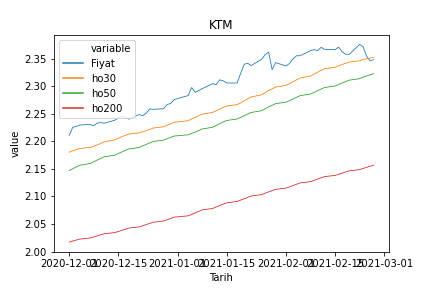 KTM
variable
Fiyat
ho30
ho50
ho200
value
2.35
2.30
2.25
2.20
2.15
2.10
2.05
2.00
2020-12-01
2020-12-15
2021-01-01
2021-01-15
2021-02-01
2021-02-15
2021-03-01
Tarih